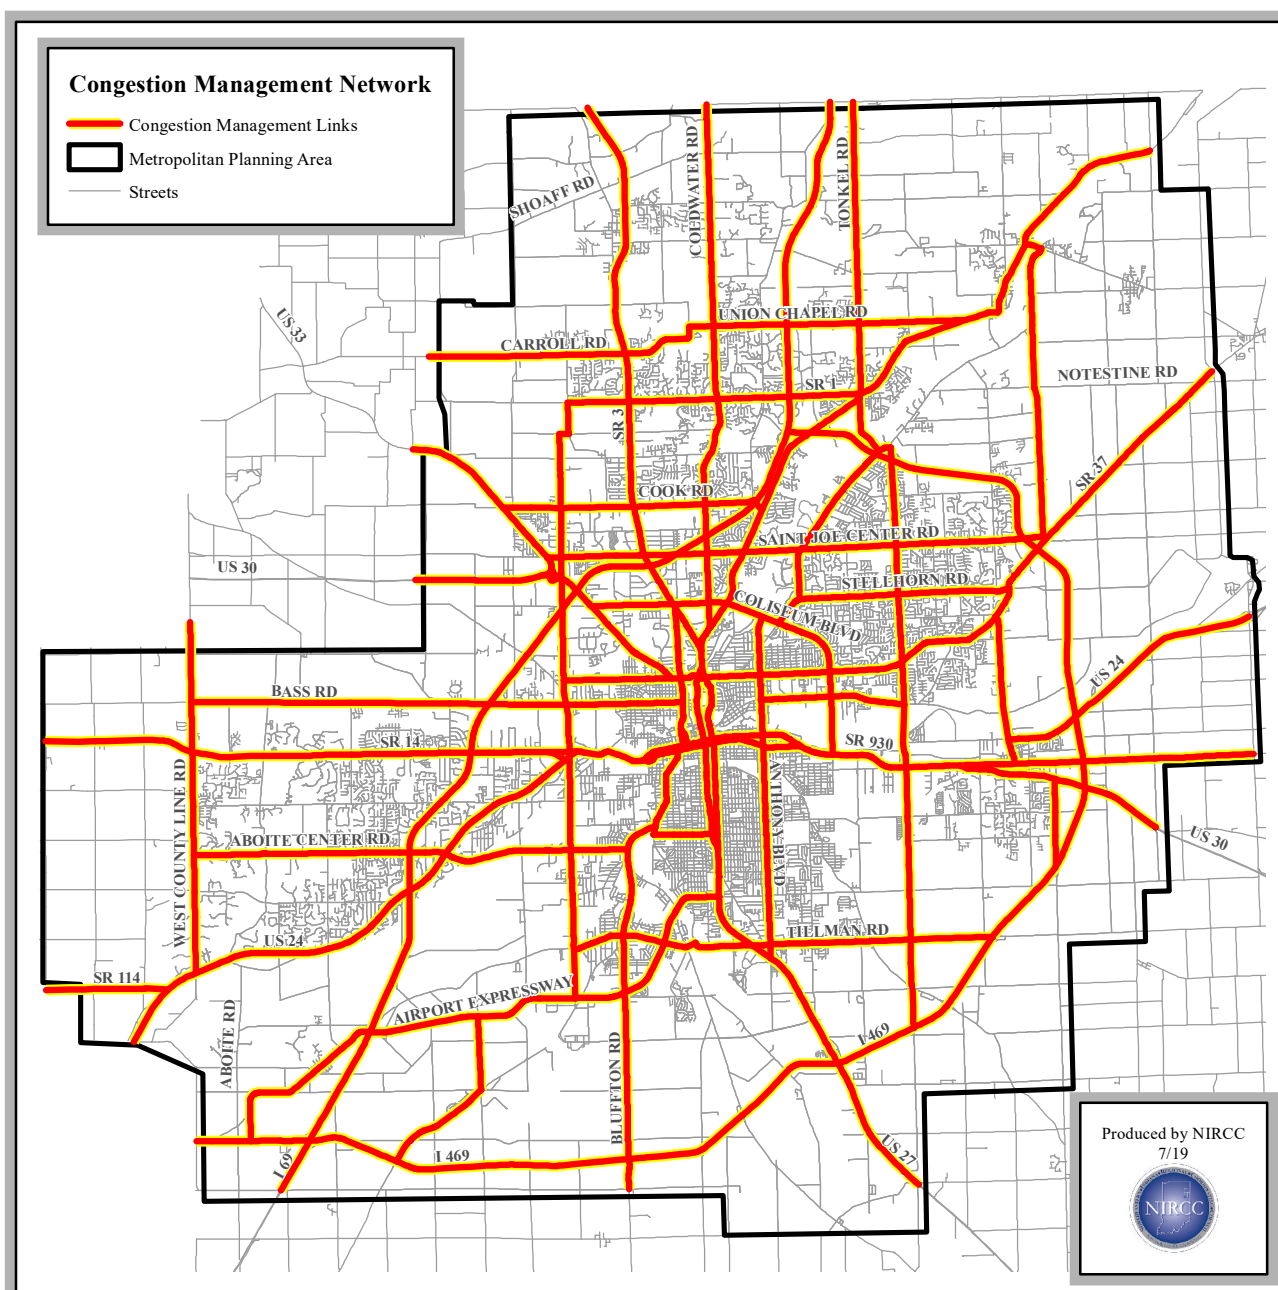 Congestion Management Network
Congestion Management Links
Metropolitan Planning Area
Streets
SHOAFF RD
COLDWATER RD
TONKEL RD
US 33
UNION CHAPEL RD
CARROLL RD
NOTESTINE RD
SR 1
SR 3
SR 37
COOK RD
SAINT JOE CENTER RD
US 30
STELLHORN RD
COLISEUM BLVD
US 24
BASS RD
SR 14
SR 930
WEST COUNTY LINE RD
ANTHONY BLVD
ABOITE CENTER RD
US 30
US 24
TILLMAN RD
SR 114
AIRPORT EXPRESSWAY
ABOITE RD
BLUFFTON RD
I 469
I 69
I 469
US 27
Produced by NIRCC
7/19
NIRCC